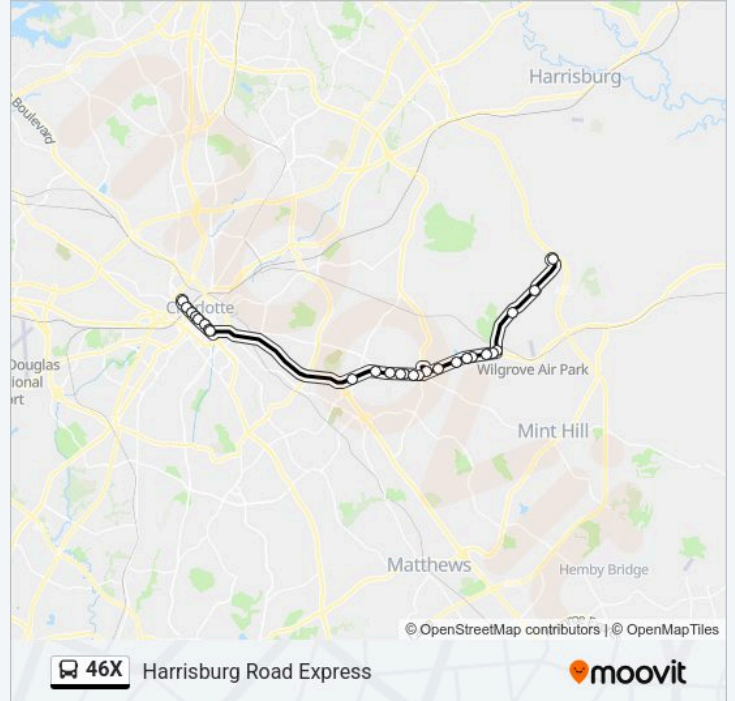 Harrisburg
Boulevard
Charlotte
Douglas
ional
ort
Wilgrove Air Park
Mint Hill
Matthews
Hemby Bridge
© OpenStreetMap contributors | © OpenMapTiles
46X Harrisburg Road Express
moovit